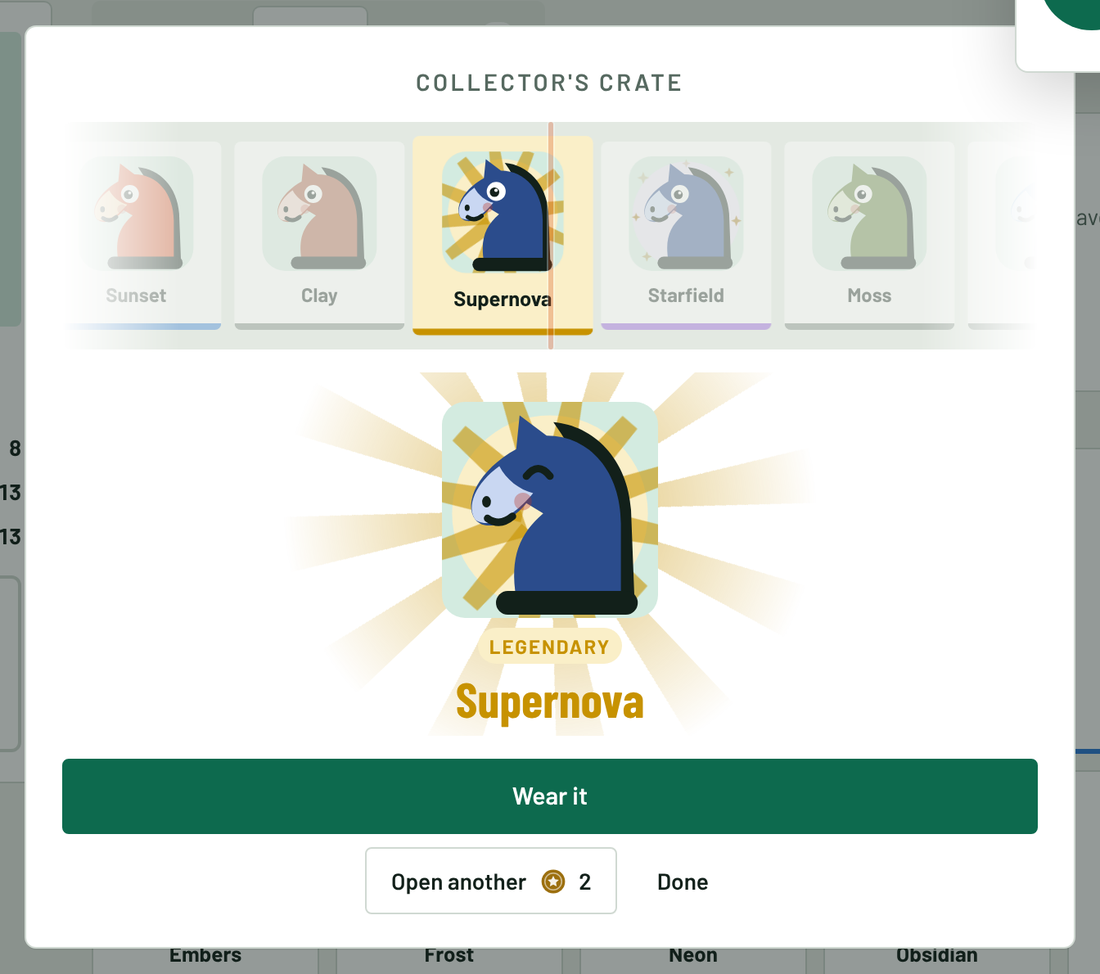 COLLECTOR'S CRATE
Sunset
Clay
Supernova
Starfield
Moss
8
13
13
LEGENDARY
Supernova
Wear it
Open another 2
Done
Embers
Frost
Neon
Obsidian